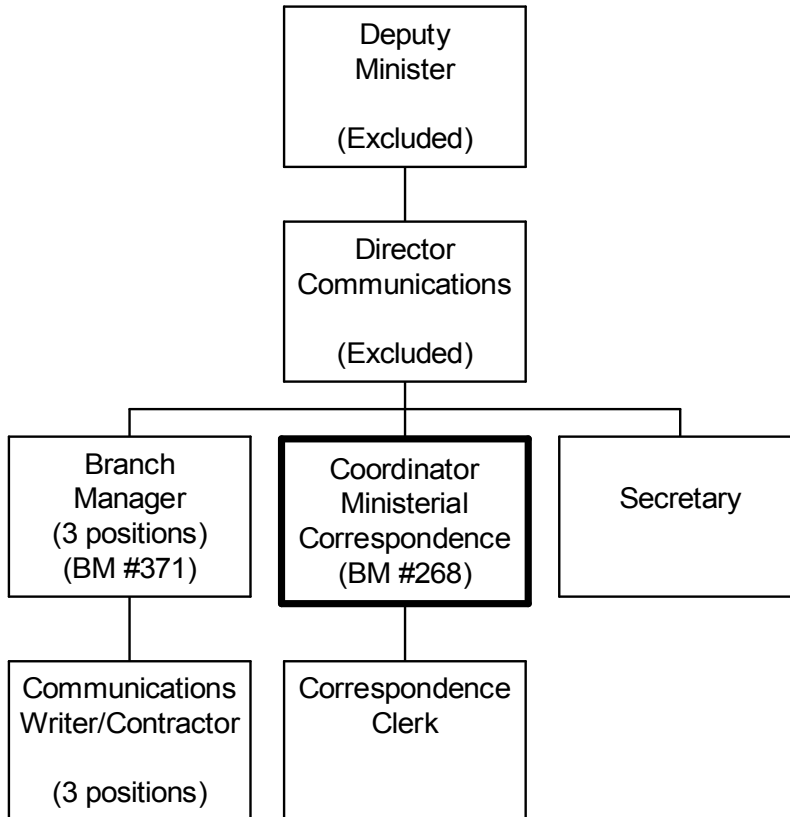 Deputy
Minister
(Excluded)
Director
Communications
(Excluded)
Branch
Manager
(3 positions)
(BM #371)
Coordinator
Ministerial
Correspondence
(BM #268)
Secretary
Communications
Writer/Contractor
(3 positions)
Correspondence
Clerk